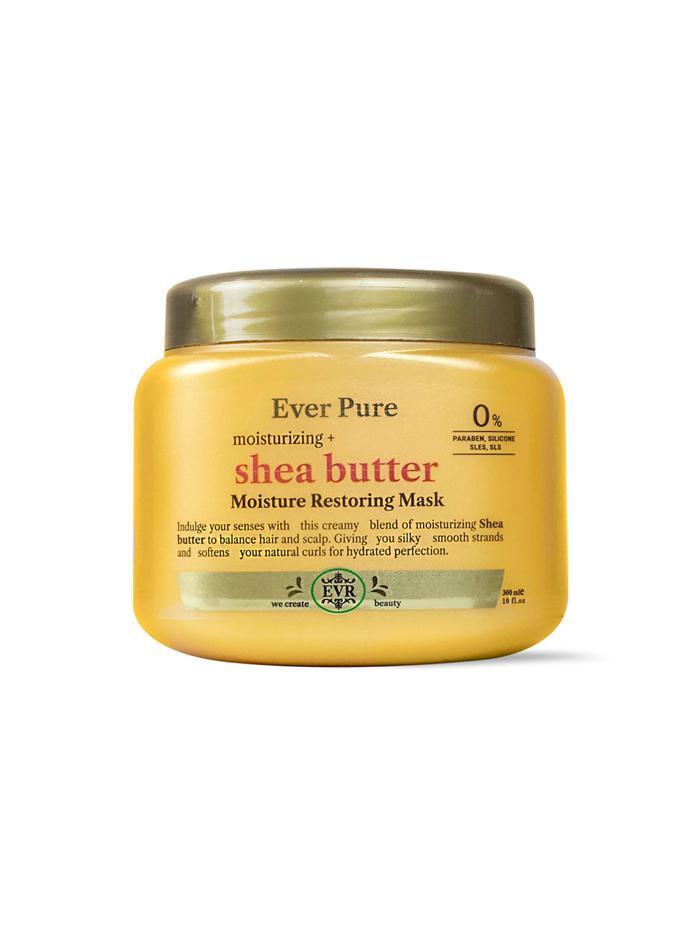 Ever Pure
0%
PARABEN, SILICONE
SLES, SLS
moisturizing +
shea butter
Moisture Restoring Mask
Indulge your senses with this creamy blend of moisturizing Shea
butter to balance hair and scalp. Giving you silky smooth strands
and softens your natural curls for hydrated perfection.
we create EVR beauty
300 mle
10 fl.oz